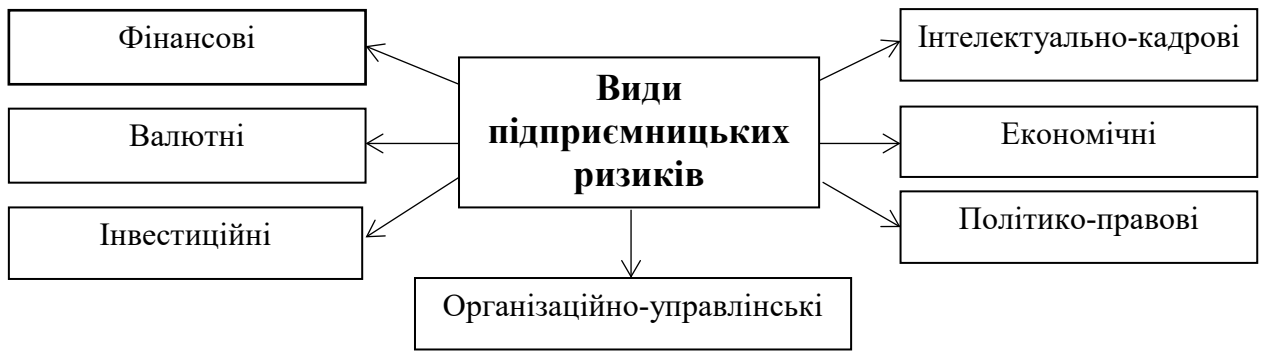 Фінансові
Валютні
Інвестиційні
Види
підприємницьких
ризиків
Організаційно-управлінські
Інтелектуально-кадрові
Економічні
Політико-правові